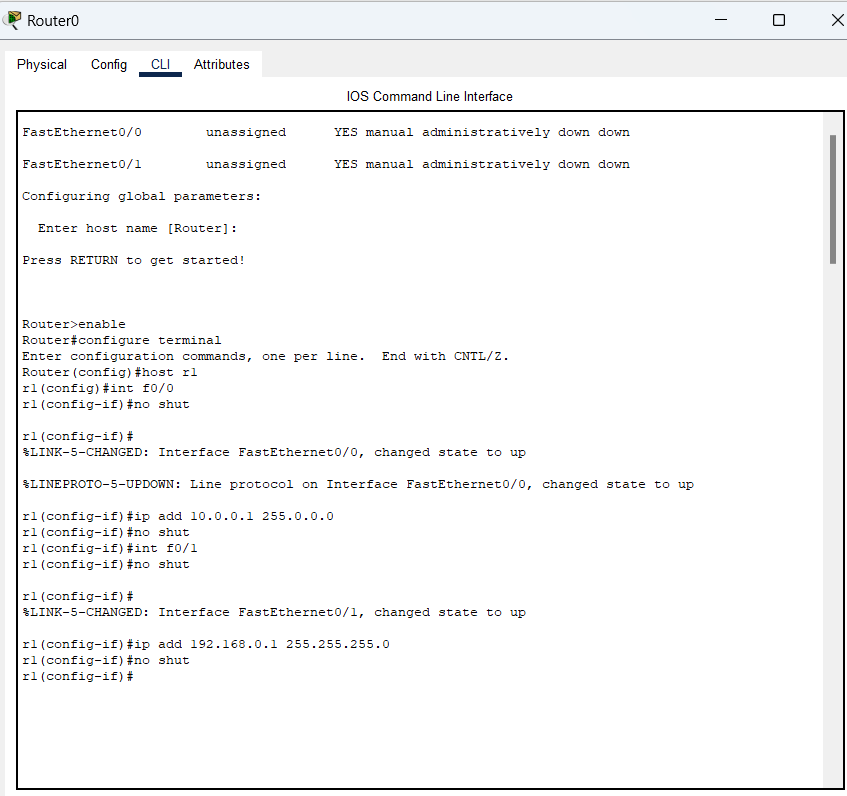 Router0
Physical Config CLI Attributes
IOS Command Line Interface
FastEthernet0/0        unassigned      YES manual administratively down down
FastEthernet0/1        unassigned      YES manual administratively down down
Configuring global parameters:
  Enter host name [Router]:
Press RETURN to get started!
Router>enable
Router#configure terminal
Enter configuration commands, one per line.  End with CNTL/Z.
Router(config)#host r1
r1(config)#int f0/0
r1(config-if)#no shut
r1(config-if)#
%LINK-5-CHANGED: Interface FastEthernet0/0, changed state to up
%LINEPROTO-5-UPDOWN: Line protocol on Interface FastEthernet0/0, changed state to up
r1(config-if)#ip add 10.0.0.1 255.0.0.0
r1(config-if)#no shut
r1(config-if)#int f0/1
r1(config-if)#no shut
r1(config-if)#
%LINK-5-CHANGED: Interface FastEthernet0/1, changed state to up
r1(config-if)#ip add 192.168.0.1 255.255.255.0
r1(config-if)#no shut
r1(config-if)#